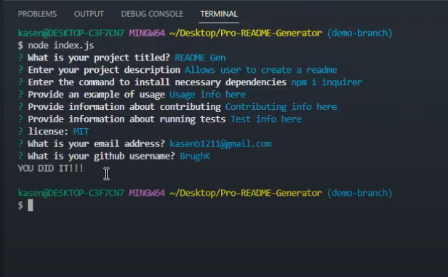 PROBLEMS OUTPUT DEBUG CONSOLE TERMINAL
kasen@DESKTOP-C3F7CN7 MINGW64 ~/Desktop/Pro-README-Generator (demo-branch)
$ node index.js
? What is your project titled? README Gen
? Enter your project description Allows user to create a readme
? Enter the command to install necessary dependencies npm i inquirer
? Provide an example of usage Usage info here
? Provide information about contributing Contributing info here
? Provide information about running tests Test info here
? license: MIT
? What is your email address? kasenb1211@gmail.com
? What is your github username? BrughK
YOU DID IT!!!
kasen@DESKTOP-C3F7CN7 MINGW64 ~/Desktop/Pro-README-Generator (demo-branch)
$